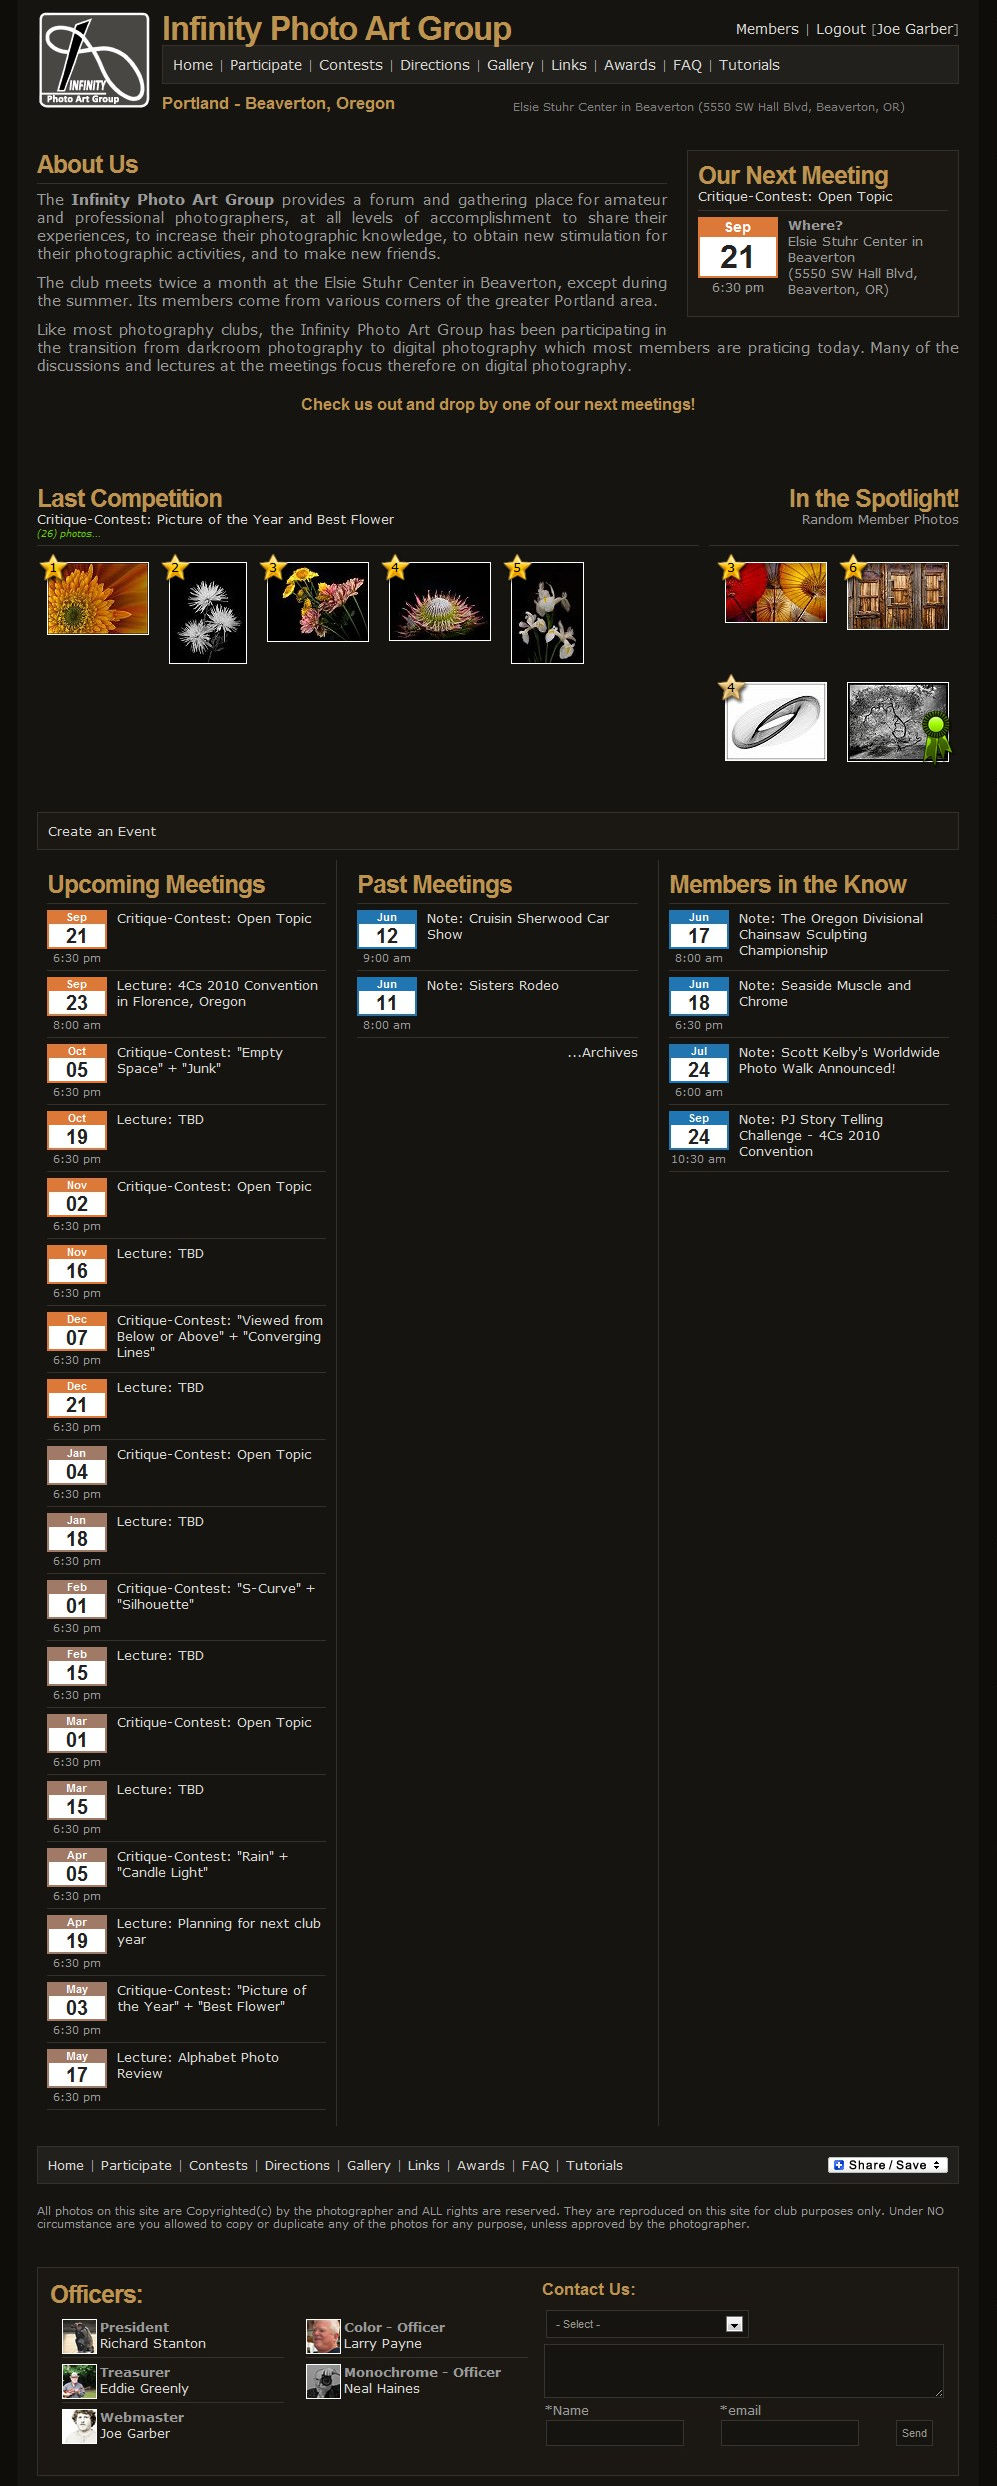 INFINITY
Photo Art Group
Infinity Photo Art Group
Members | Logout [Joe Garber]
Home | Participate | Contests | Directions | Gallery | Links | Awards | FAQ | Tutorials
Portland - Beaverton, Oregon
Elsie Stuhr Center in Beaverton (5550 SW Hall Blvd, Beaverton, OR)
About Us
The Infinity Photo Art Group provides a forum and gathering place for amateur
and professional photographers, at all levels of accomplishment to share their
experiences, to increase their photographic knowledge, to obtain new stimulation for
their photographic activities, and to make new friends.
The club meets twice a month at the Elsie Stuhr Center in Beaverton, except during
the summer. Its members come from various corners of the greater Portland area.
Like most photography clubs, the Infinity Photo Art Group has been participating in
the transition from darkroom photography to digital photography which most members are praticing today. Many of the
discussions and lectures at the meetings focus therefore on digital photography.
Our Next Meeting
Critique-Contest: Open Topic
Sep
21
6:30 pm
Where?
Elsie Stuhr Center in
Beaverton
(5550 SW Hall Blvd,
Beaverton, OR)
Check us out and drop by one of our next meetings!
Last Competition
Critique-Contest: Picture of the Year and Best Flower
(26) photos...
1
2
3
4
5
In the Spotlight!
Random Member Photos
3
6
4
Create an Event
Upcoming Meetings
Sep
21
6:30 pm
Critique-Contest: Open Topic
Sep
23
8:00 am
Lecture: 4Cs 2010 Convention
in Florence, Oregon
Oct
05
6:30 pm
Critique-Contest: "Empty
Space" + "Junk"
Oct
19
6:30 pm
Lecture: TBD
Nov
02
6:30 pm
Critique-Contest: Open Topic
Nov
16
6:30 pm
Lecture: TBD
Dec
07
6:30 pm
Critique-Contest: "Viewed from
Below or Above" + "Converging
Lines"
Dec
21
6:30 pm
Lecture: TBD
Jan
04
6:30 pm
Critique-Contest: Open Topic
Jan
18
6:30 pm
Lecture: TBD
Feb
01
6:30 pm
Critique-Contest: "S-Curve" +
"Silhouette"
Feb
15
6:30 pm
Lecture: TBD
Mar
01
6:30 pm
Critique-Contest: Open Topic
Mar
15
6:30 pm
Lecture: TBD
Apr
05
6:30 pm
Critique-Contest: "Rain" +
"Candle Light"
Apr
19
6:30 pm
Lecture: Planning for next club
year
May
03
6:30 pm
Critique-Contest: "Picture of
the Year" + "Best Flower"
May
17
6:30 pm
Lecture: Alphabet Photo
Review
Past Meetings
Jun
12
9:00 am
Note: Cruisin Sherwood Car
Show
Jun
11
8:00 am
Note: Sisters Rodeo
...Archives
Members in the Know
Jun
17
8:00 am
Note: The Oregon Divisional
Chainsaw Sculpting
Championship
Jun
18
6:30 pm
Note: Seaside Muscle and
Chrome
Jul
24
6:00 am
Note: Scott Kelby's Worldwide
Photo Walk Announced!
Sep
24
10:30 am
Note: PJ Story Telling
Challenge - 4Cs 2010
Convention
Home | Participate | Contests | Directions | Gallery | Links | Awards | FAQ | Tutorials
Share / Save
All photos on this site are Copyrighted(c) by the photographer and ALL rights are reserved. They are reproduced on this site for club purposes only. Under NO
circumstance are you allowed to copy or duplicate any of the photos for any purpose, unless approved by the photographer.
Officers:
President
Richard Stanton
Treasurer
Eddie Greenly
Webmaster
Joe Garber
Color - Officer
Larry Payne
Monochrome - Officer
Neal Haines
Contact Us:
- Select -
*Name
*email
Send